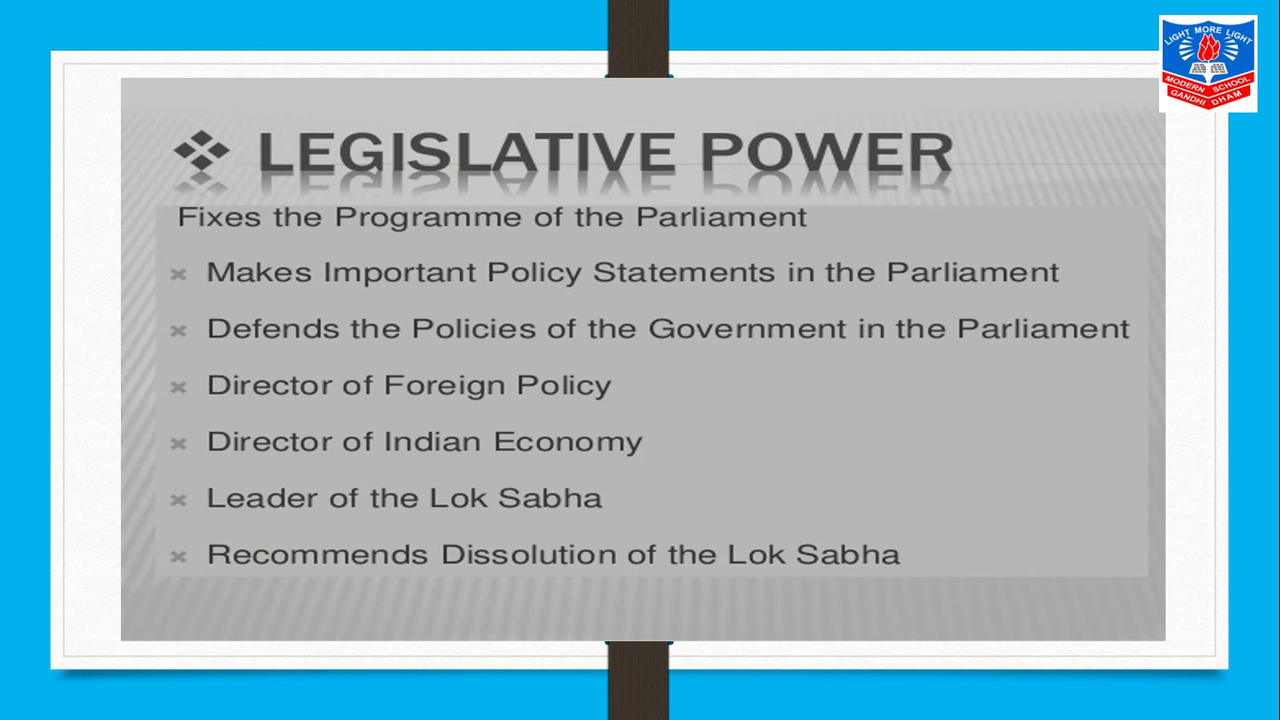 LIGHT MORE LIGHT
MODERN SCHOOL
GANDHI DHAM
LEGISLATIVE POWER
Fixes the Programme of the Parliament
Makes Important Policy Statements in the Parliament
Defends the Policies of the Government in the Parliament
Director of Foreign Policy
Director of Indian Economy
Leader of the Lok Sabha
Recommends Dissolution of the Lok Sabha